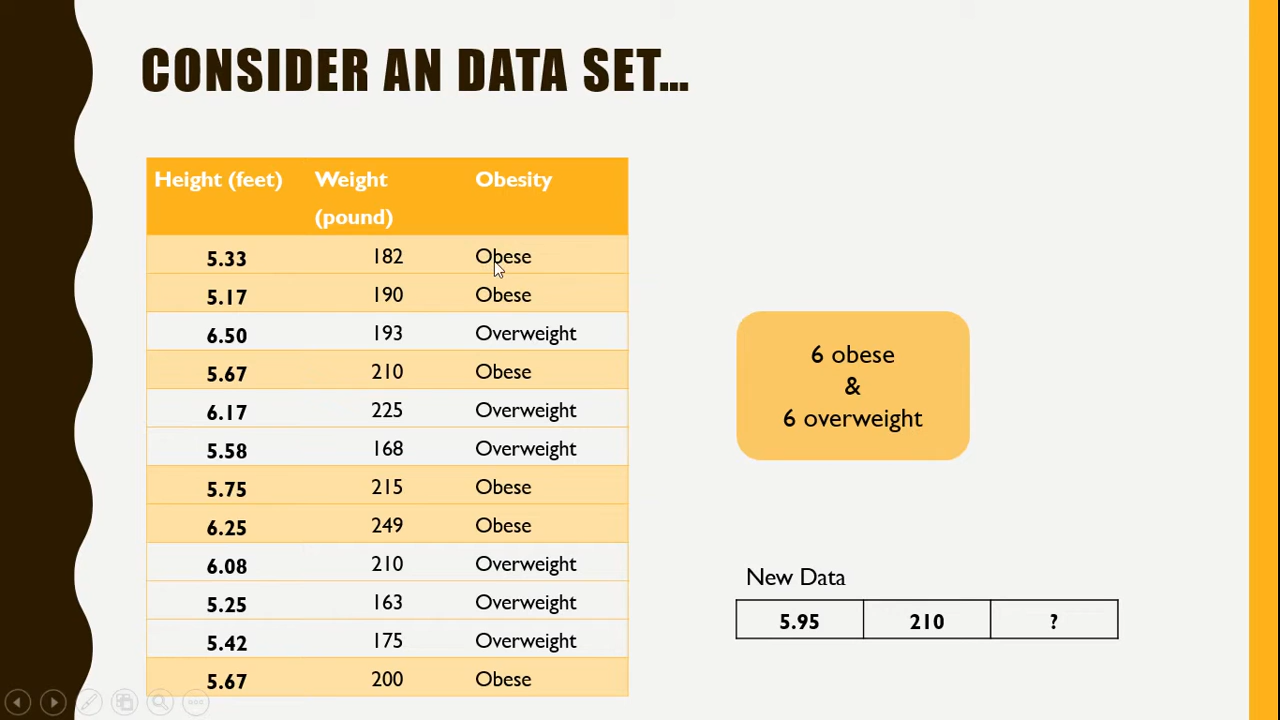 CONSIDER AN DATA SET...
Height (feet) Weight (pound) Obesity
5.33 182 Obese
5.17 190 Obese
6.50 193 Overweight
5.67 210 Obese
6.17 225 Overweight
5.58 168 Overweight
5.75 215 Obese
6.25 249 Obese
6.08 210 Overweight
5.25 163 Overweight
5.42 175 Overweight
5.67 200 Obese
6 obese
&
6 overweight
New Data
5.95 210 ?